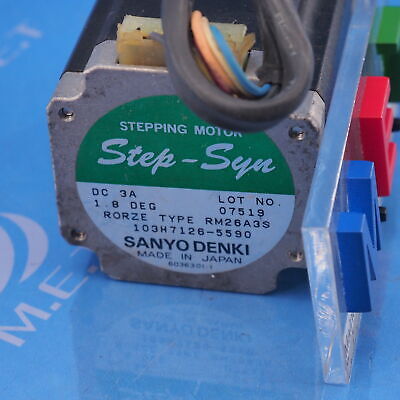 STEPPING MOTOR
Step-Syn
DC 3A LOT NO.
1.8 DEG 07519
RORZE TYPE RM26A3S
103H7126-5590
SANYO DENKI
MADE IN JAPAN
M.E.T